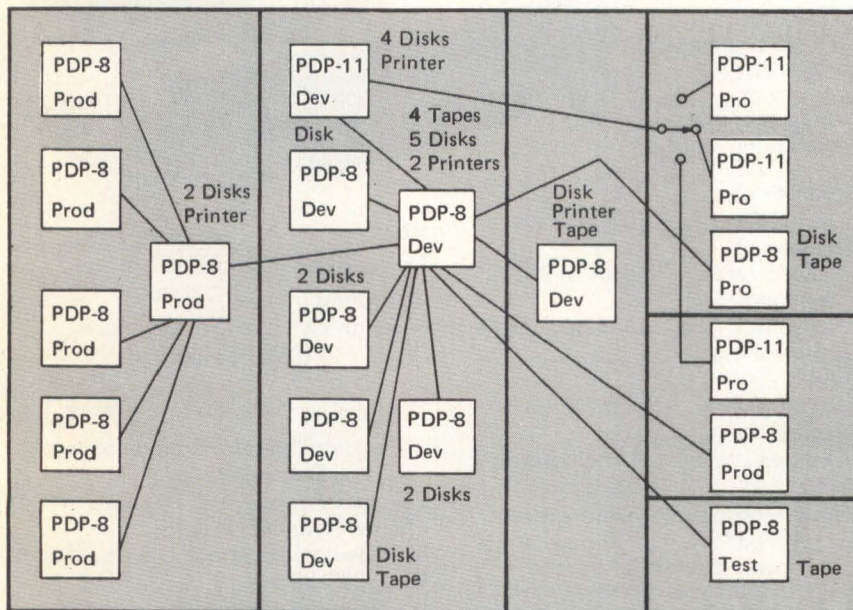 PDP-8
Prod
PDP-8
Prod
2 Disks
Printer
PDP-8
Prod
PDP-8
Prod
PDP-8
Prod
PDP-8
Prod
PDP-11
Dev
4 Disks
Printer
Disk
PDP-8
Dev
4 Tapes
5 Disks
2 Printers
PDP-8
Dev
2 Disks
PDP-8
Dev
PDP-8
Dev
PDP-8
Dev
2 Disks
PDP-8
Dev
Disk
Tape
Disk
Printer
Tape
PDP-8
Dev
PDP-11
Pro
PDP-11
Pro
PDP-8
Pro
Disk
Tape
PDP-11
Pro
PDP-8
Prod
PDP-8
Test
Tape